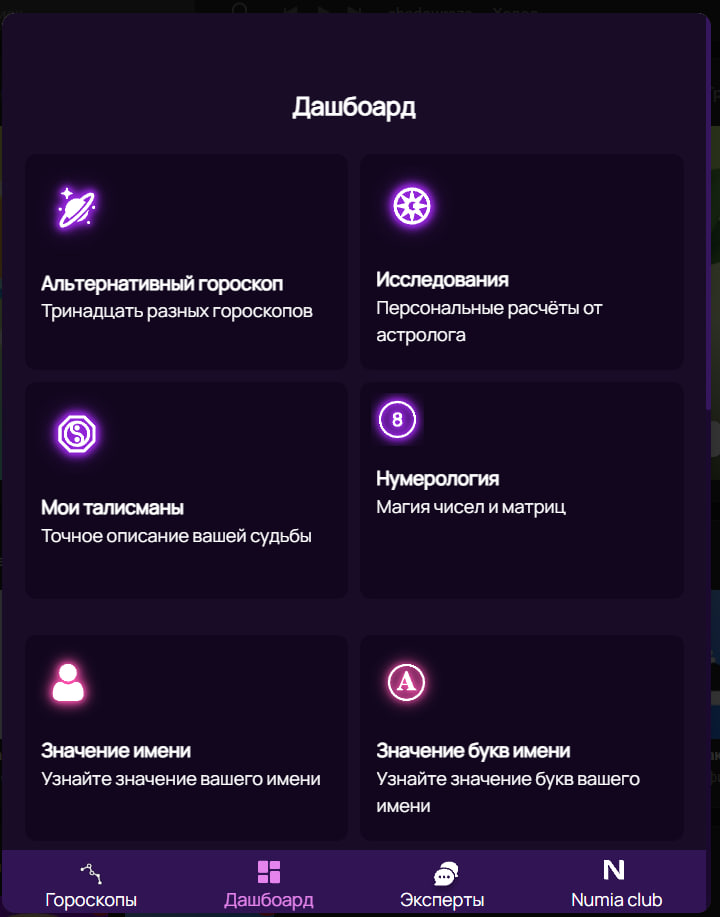 Дашбоард
Альтернативный гороскоп
Тринадцать разных гороскопов
Исследования
Персональные расчёты от
астролога
Мои талисманы
Точное описание вашей судьбы
8
Нумерология
Магия чисел и матриц
Значение имени
Узнайте значение вашего имени
A
Значение букв имени
Узнайте значение букв вашего
имени
Гороскопы
Дашбоард
Эксперты
N
Numia club